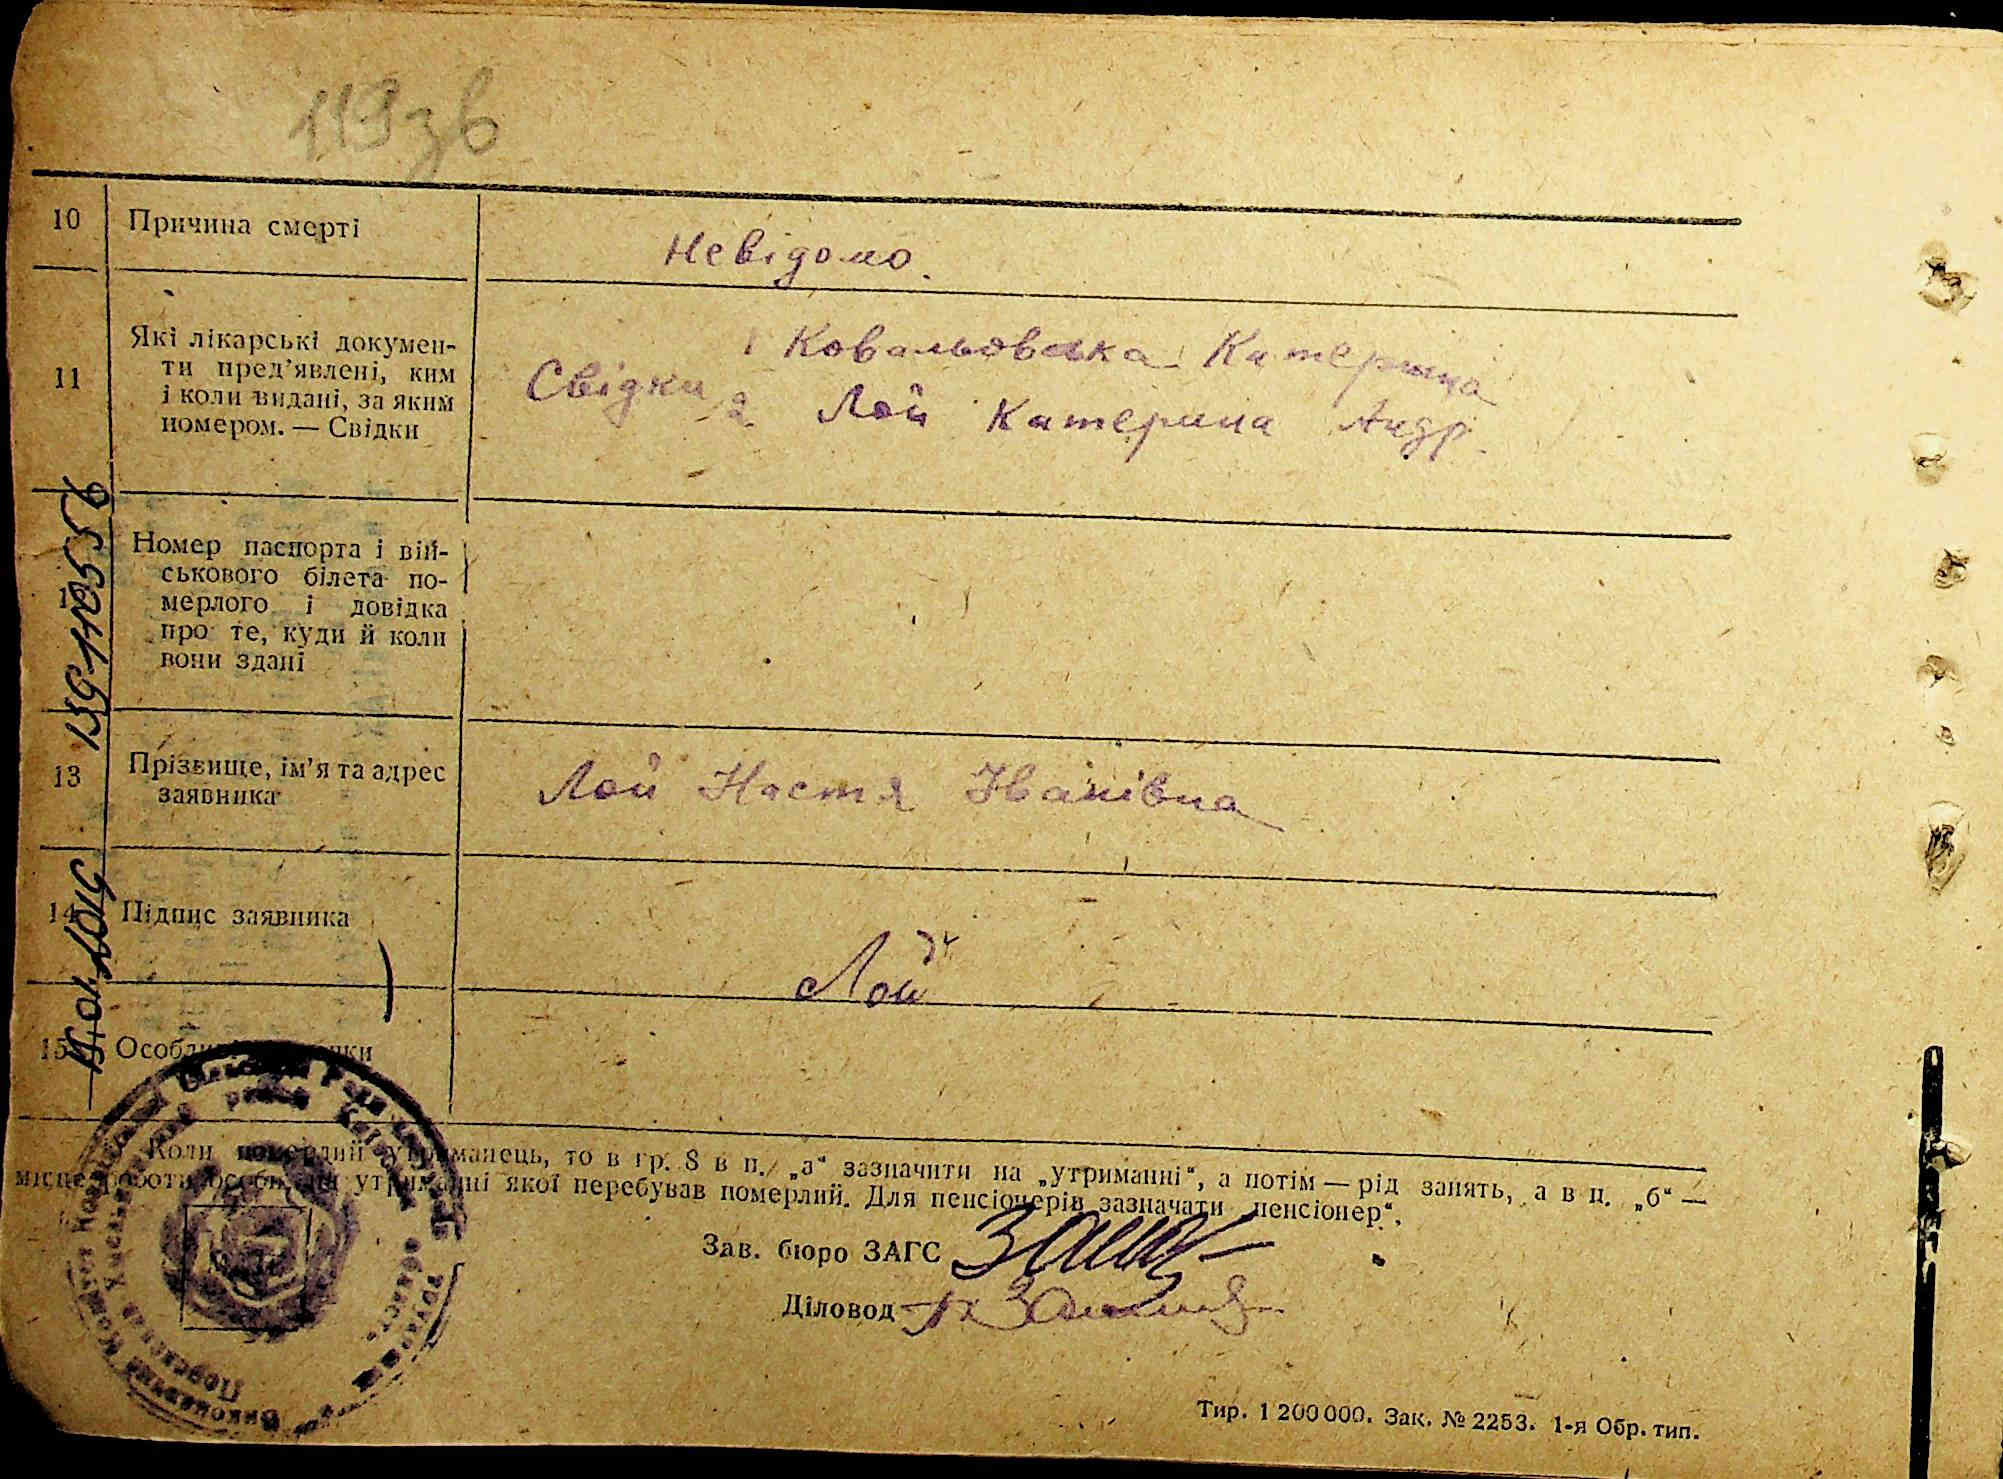 119зв
10 Причина смерті
Невідомо.
11 Які лікарські докумен-
ти пред'явлені, ким
і коли видані, за яким
номером. — Свідки
Свідки 1 Ковальовська Катерина
2 Лой Катерина Андр.
Номер паспорта і вій-
ськового білета по-
мерлого і довідка
про те, куди й коли
вони здані
13 Прізвище, ім'я та адрес
заявника
Лой Настя Іванівна
14 Підпис заявника
Лой
15
Коли померлий утриманець, то в гр. 8 в п. „а“ зазначити на „утриманні“, а потім — рід занять, а в п. „б“ —
місце роботи особи, на утриманні якої перебував померлий. Для пенсіонерів зазначати „пенсіонер“.
Зав. бюро ЗАГС
Діловод
Тир. 1 200 000. Зак. № 2253. 1-я Обр. тип.